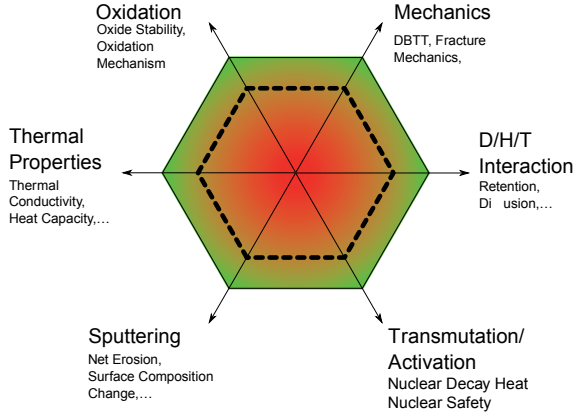 Oxidation
Oxide Stability,
Oxidation
Mechanism
Mechanics
DBTT, Fracture
Mechanics,
Thermal
Properties
Thermal
Conductivity,
Heat Capacity,...
D/H/T
Interaction
Retention,
Di usion,...
Sputtering
Net Erosion,
Surface Composition
Change,...
Transmutation/
Activation
Nuclear Decay Heat
Nuclear Safety